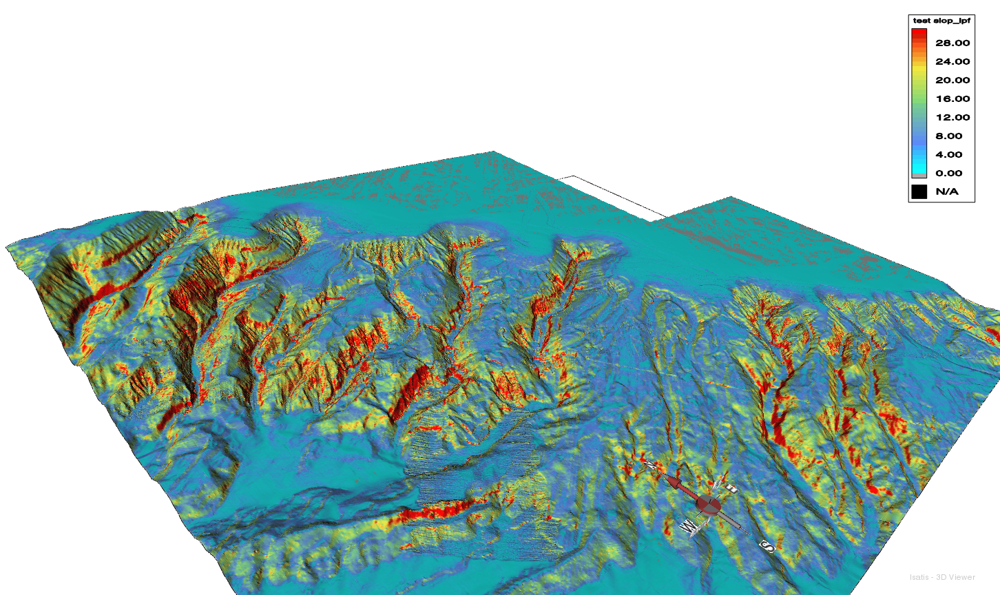 test slop_lpf
28.00
24.00
20.00
16.00
12.00
8.00
4.00
0.00
N/A
N
W
S
Isatis - 3D Viewer